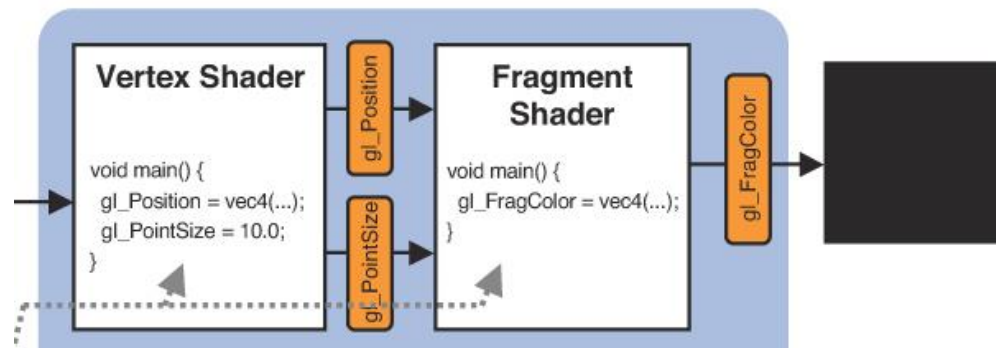 Vertex Shader
void main() {
gl_Position = vec4(...);
gl_PointSize = 10.0;
}
gl_Position
gl_PointSize
Fragment
Shader
void main() {
gl_FragColor = vec4(...);
}
gl_FragColor